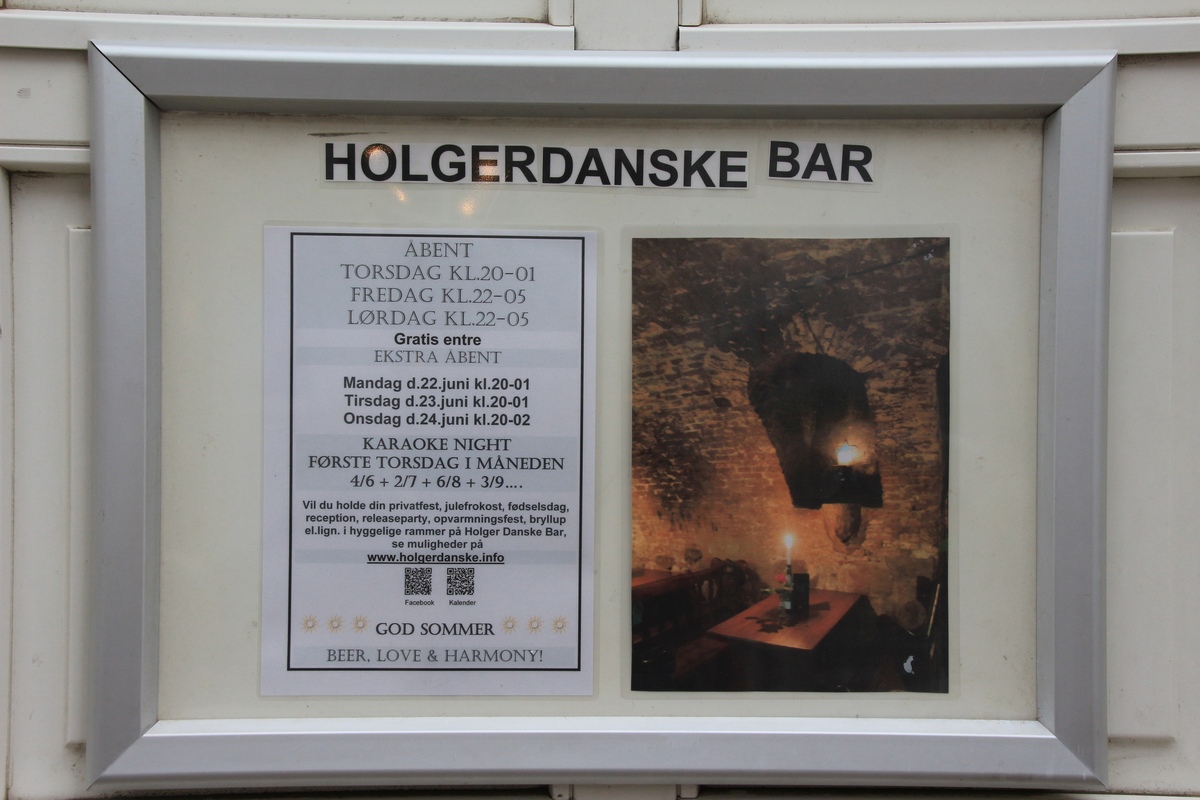 HOLGERDANSKE BAR
ÅBENT
TORSDAG KL.20-01
FREDAG KL.22-05
LØRDAG KL.22-05
Gratis entre
EKSTRA ÅBENT
Mandag d.22.juni kl.20-01
Tirsdag d.23.juni kl.20-01
Onsdag d.24.juni kl.20-02
KARAOKE NIGHT
FØRSTE TORSDAG I MÅNEDEN
4/6 + 2/7 + 6/8 + 3/9....
Vil du holde din privatfest, julefrokost, fødselsdag,
reception, releaseparty, opvarmningsfest, bryllup
el.lign. i hyggelige rammer på Holger Danske Bar,
se muligheder på
www.holgerdanske.info
Facebook Kalender
GOD SOMMER
BEER, LOVE & HARMONY!